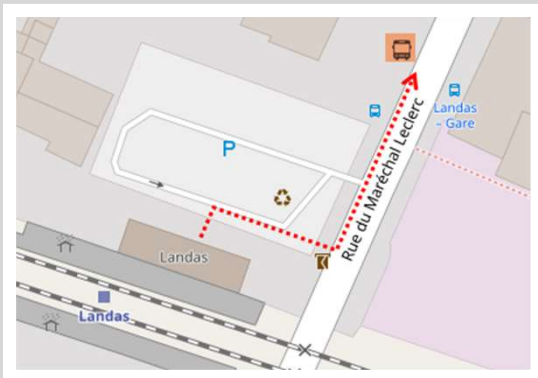 P
Landas
– Gare
Rue du Maréchal Leclerc
Landas
Landas